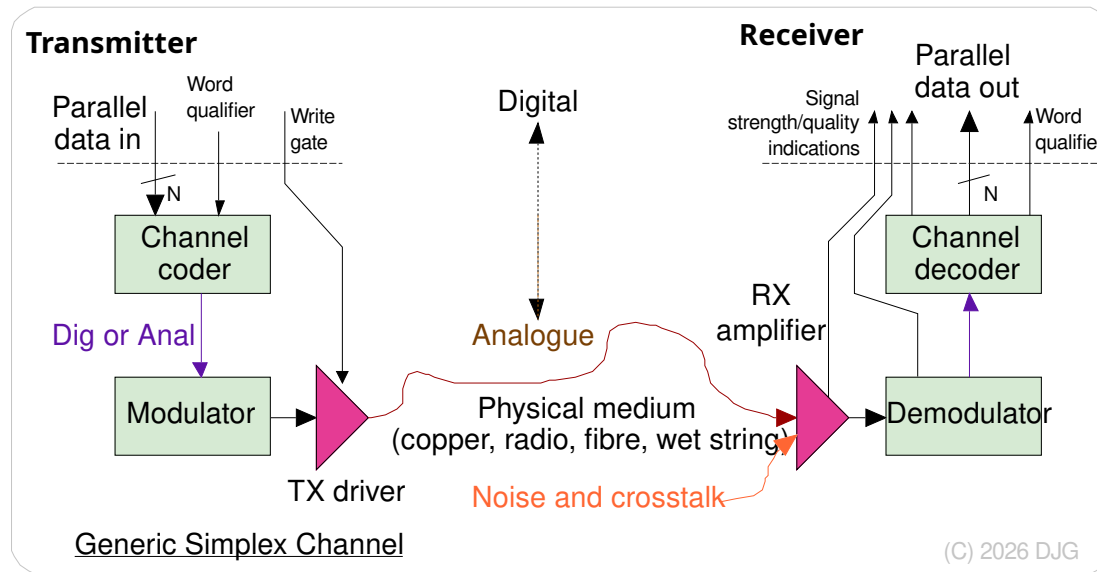 Transmitter
Receiver
Parallel
data in
Word
qualifier
Write
gate
N
Channel
coder
Dig or Anal
Modulator
TX driver
Digital
Analogue
Physical medium
(copper, radio, fibre, wet string)
Noise and crosstalk
Signal
strength/quality
indications
Parallel
data out
Word
qualifie
N
Channel
decoder
RX
amplifier
Demodulator
Generic Simplex Channel
(C) 2026 DJG